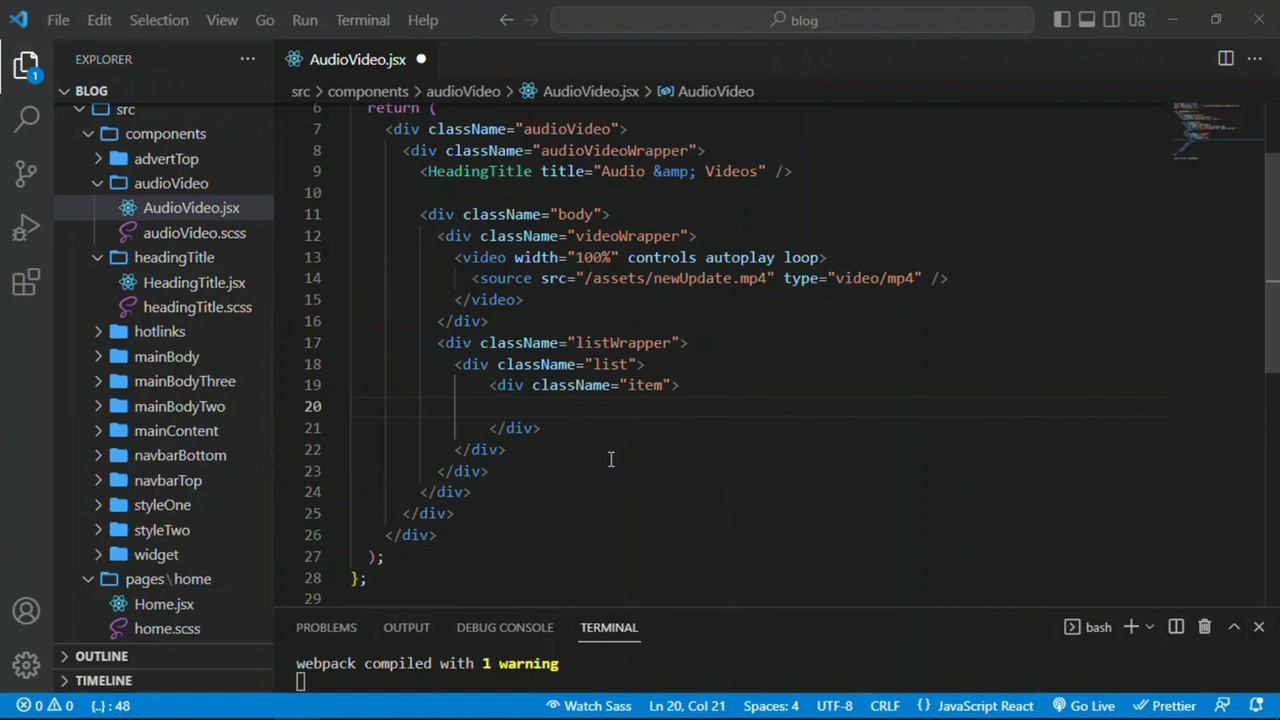 File Edit Selection View Go Run Terminal Help
blog
EXPLORER
AudioVideo.jsx
1
BLOG
src
components
advertTop
audioVideo
AudioVideo.jsx
audioVideo.scss
headingTitle
HeadingTitle.jsx
headingTitle.scss
hotlinks
mainBody
mainBodyThree
mainBodyTwo
mainContent
navbarBottom
navbarTop
styleOne
styleTwo
widget
pages\home
Home.jsx
home.scss
OUTLINE
TIMELINE
src > components > audioVideo > AudioVideo.jsx > AudioVideo
6 return (
7 <div className="audioVideo">
8 <div className="audioVideoWrapper">
9 <HeadingTitle title="Audio &amp; Videos" />
10
11 <div className="body">
12 <div className="videoWrapper">
13 <video width="100%" controls autoplay loop>
14 <source src="/assets/newUpdate.mp4" type="video/mp4" />
15 </video>
16 </div>
17 <div className="listWrapper">
18 <div className="list">
19 <div className="item">
20
21 </div>
22 </div>
23 </div>
24 </div>
25 </div>
26 </div>
27 );
28 };
29
PROBLEMS OUTPUT DEBUG CONSOLE TERMINAL
bash
webpack compiled with 1 warning
0 0 {..} : 48 Watch Sass Ln 20, Col 21 Spaces: 4 UTF-8 CRLF {} JavaScript React Go Live Prettier